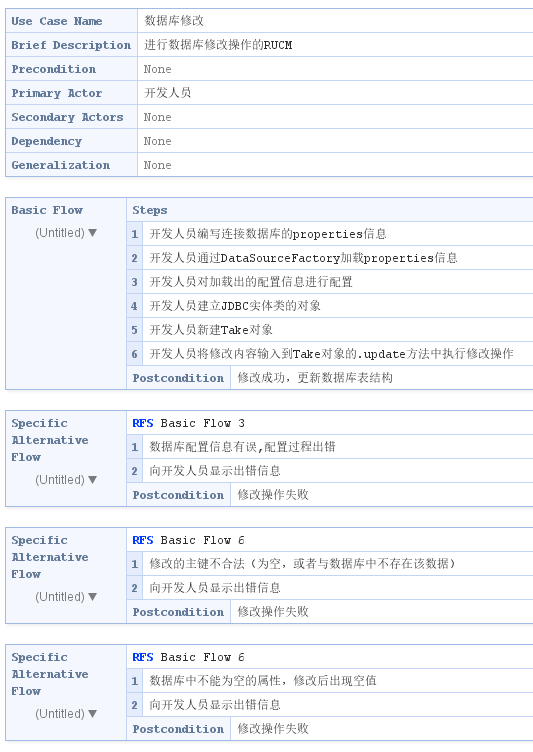 Use Case Name 数据库修改
Brief Description 进行数据库修改操作的RUCM
Precondition None
Primary Actor 开发人员
Secondary Actors None
Dependency None
Generalization None
Basic Flow Steps
(Untitled) ▼
1 开发人员编写连接数据库的properties信息
2 开发人员通过DataSourceFactory加载properties信息
3 开发人员对加载出的配置信息进行配置
4 开发人员建立JDBC实体类的对象
5 开发人员新建Take对象
6 开发人员将修改内容输入到Take对象的.update方法中执行修改操作
Postcondition 修改成功，更新数据库表结构
Specific Alternative Flow
(Untitled) ▼
RFS Basic Flow 3
1 数据库配置信息有误,配置过程出错
2 向开发人员显示出错信息
Postcondition 修改操作失败
Specific Alternative Flow
(Untitled) ▼
RFS Basic Flow 6
1 修改的主键不合法（为空，或者与数据库中不存在该数据）
2 向开发人员显示出错信息
Postcondition 修改操作失败
Specific Alternative Flow
(Untitled) ▼
RFS Basic Flow 6
1 数据库中不能为空的属性，修改后出现空值
2 向开发人员显示出错信息
Postcondition 修改操作失败